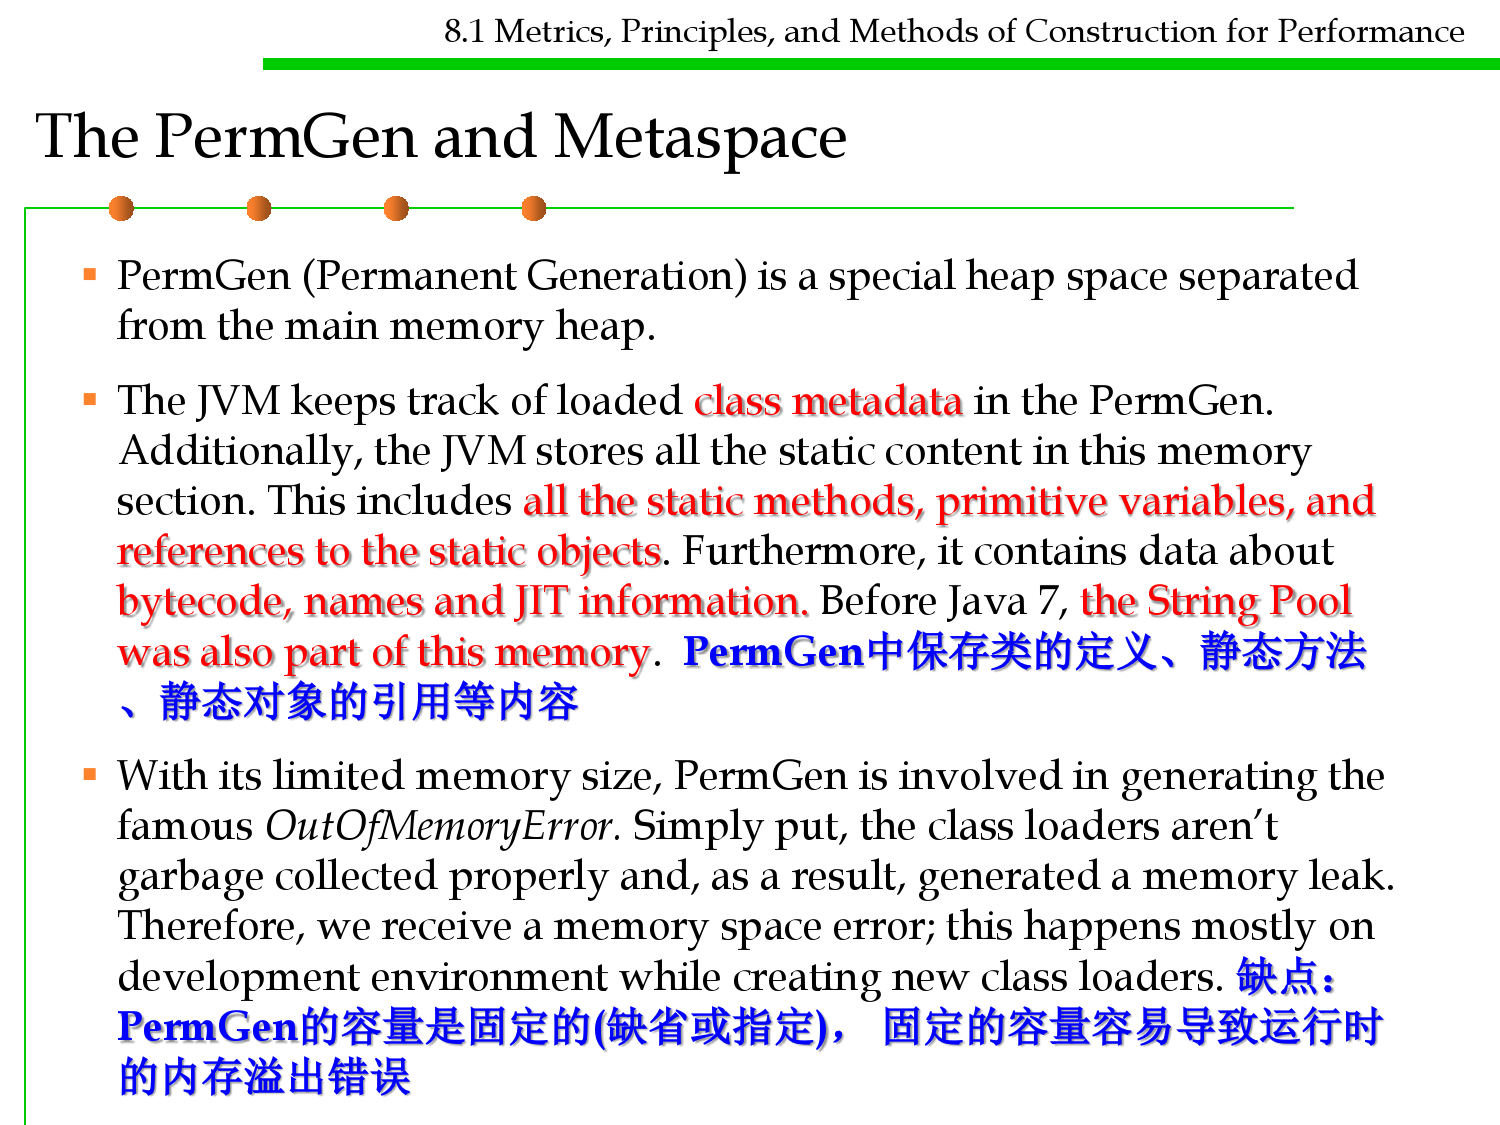 8.1 Metrics, Principles, and Methods of Construction for Performance
The PermGen and Metaspace
▪ PermGen (Permanent Generation) is a special heap space separated
from the main memory heap.
▪ The JVM keeps track of loaded class metadata in the PermGen.
Additionally, the JVM stores all the static content in this memory
section. This includes all the static methods, primitive variables, and
references to the static objects. Furthermore, it contains data about
bytecode, names and JIT information. Before Java 7, the String Pool
was also part of this memory. PermGen中保存类的定义、静态方法
、静态对象的引用等内容
▪ With its limited memory size, PermGen is involved in generating the
famous OutOfMemoryError. Simply put, the class loaders aren’t
garbage collected properly and, as a result, generated a memory leak.
Therefore, we receive a memory space error; this happens mostly on
development environment while creating new class loaders. 缺点：
PermGen的容量是固定的(缺省或指定)， 固定的容量容易导致运行时
的内存溢出错误